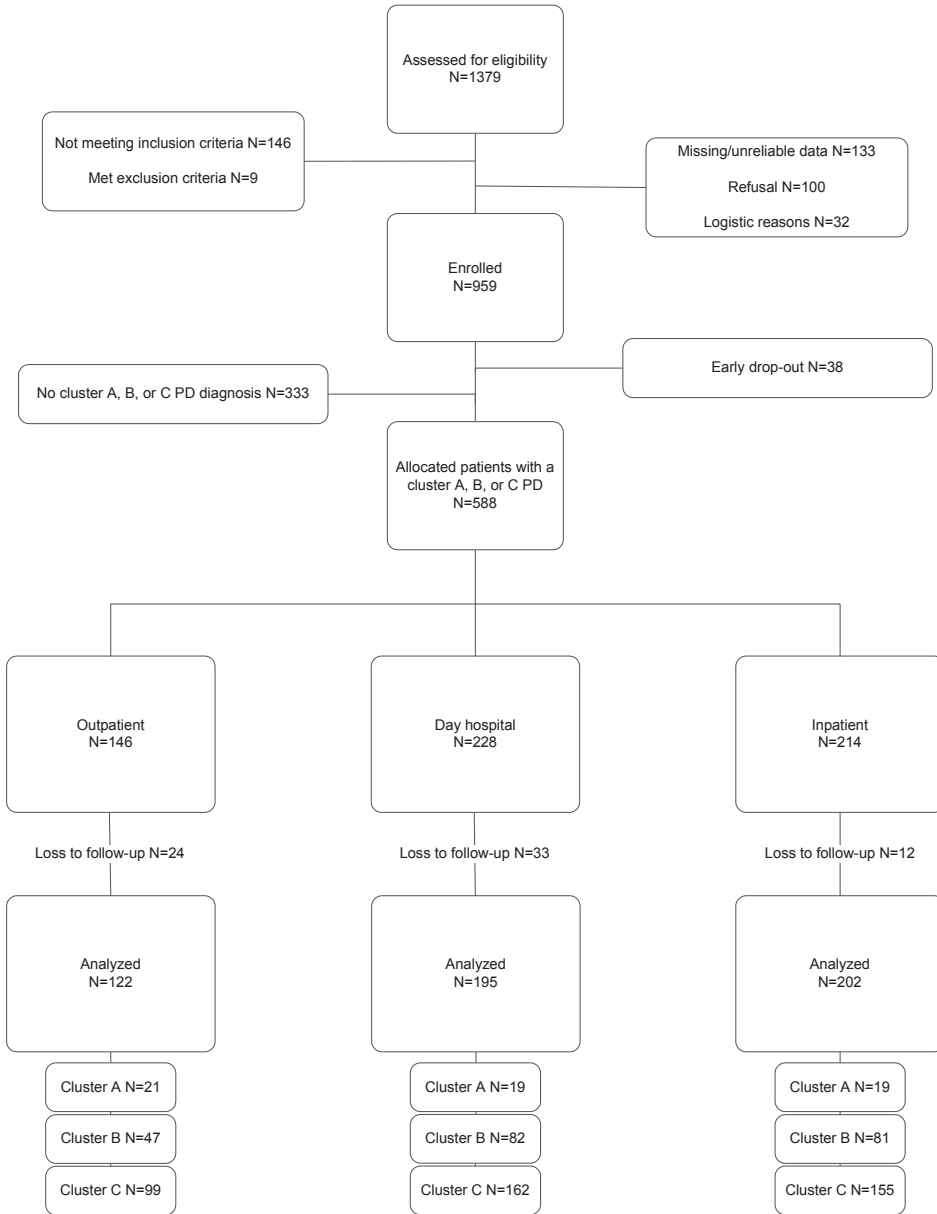 Assessed for eligibility
N=1379
Not meeting inclusion criteria N=146
Met exclusion criteria N=9
Missing/unreliable data N=133
Refusal N=100
Logistic reasons N=32
Enrolled
N=959
No cluster A, B, or C PD diagnosis N=333
Early drop-out N=38
Allocated patients with a
cluster A, B, or C PD
N=588
Outpatient
N=146
Day hospital
N=228
Inpatient
N=214
Loss to follow-up N=24
Loss to follow-up N=33
Loss to follow-up N=12
Analyzed
N=122
Analyzed
N=195
Analyzed
N=202
Cluster A N=21
Cluster A N=19
Cluster A N=19
Cluster B N=47
Cluster B N=82
Cluster B N=81
Cluster C N=99
Cluster C N=162
Cluster C N=155